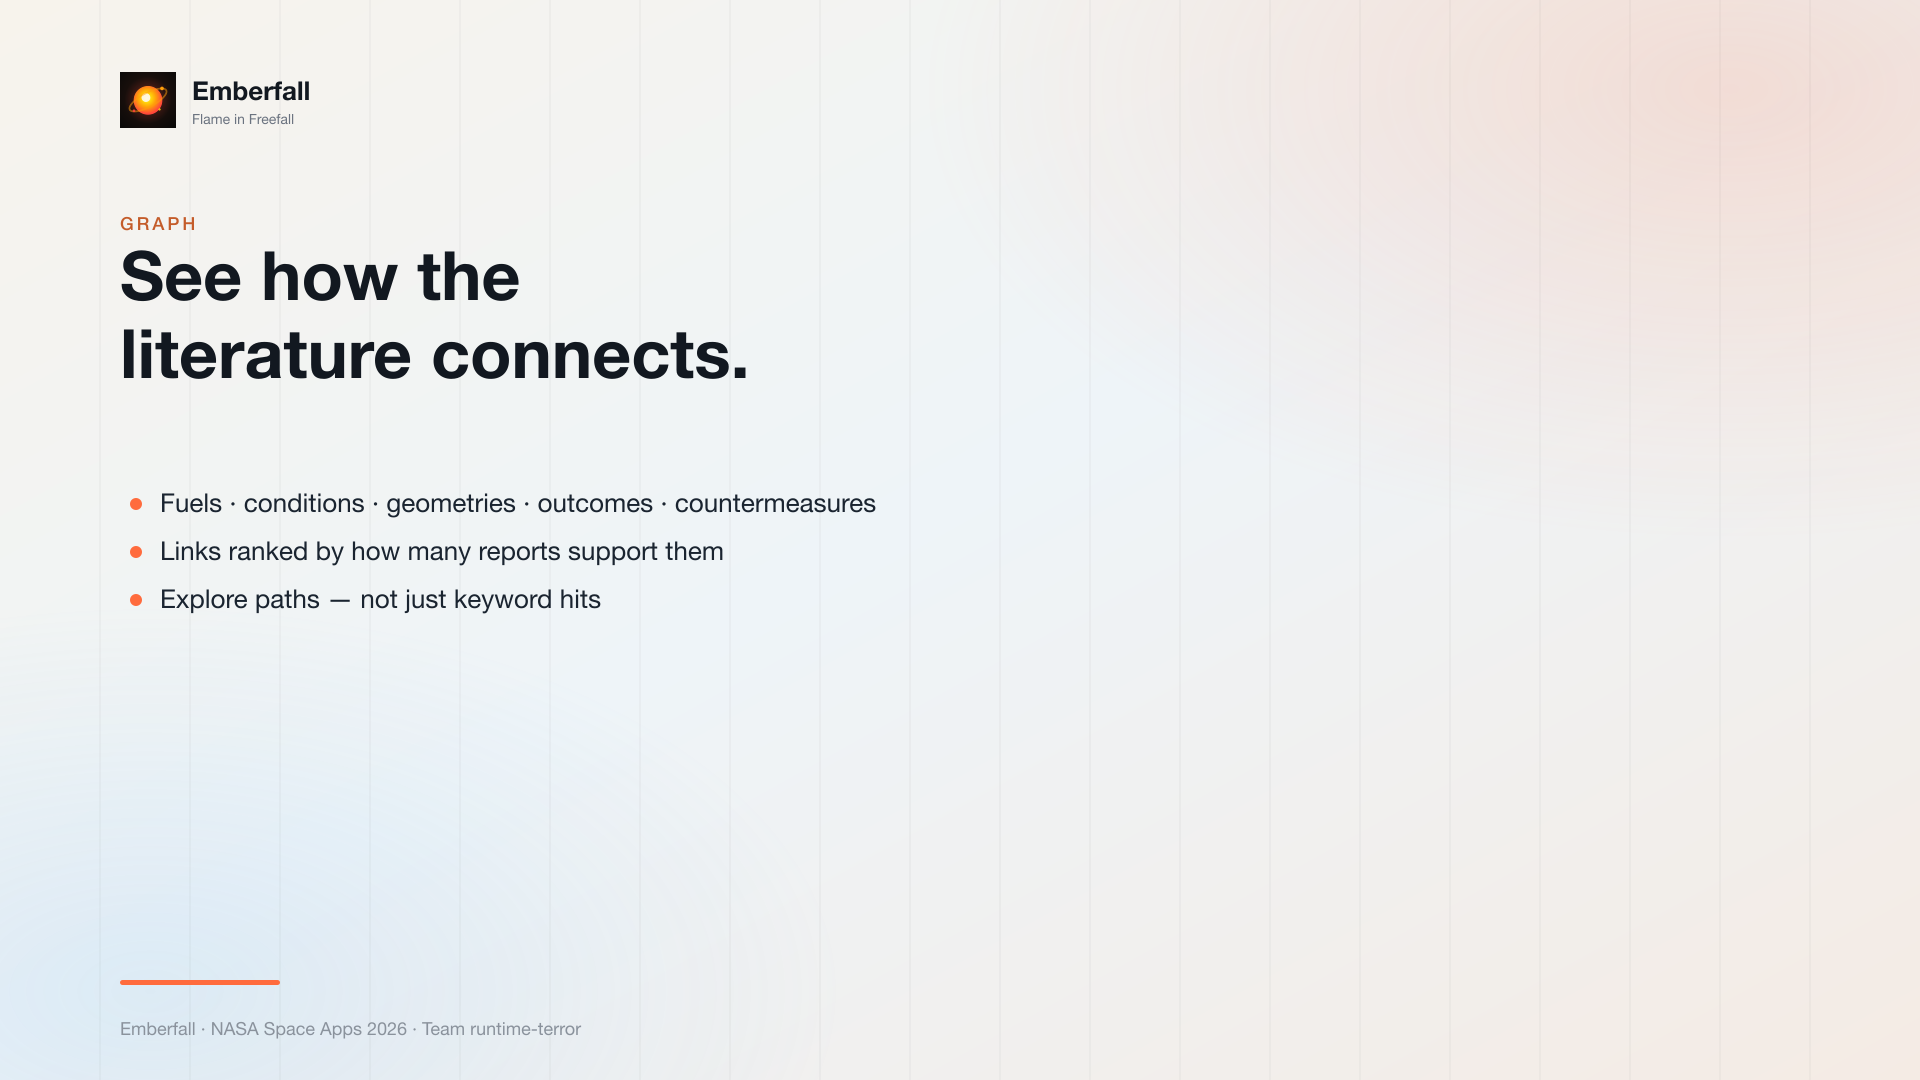 Emberfall
Flame in Freefall
GRAPH
See how the
literature connects.
Fuels · conditions · geometries · outcomes · countermeasures
Links ranked by how many reports support them
Explore paths — not just keyword hits
Emberfall · NASA Space Apps 2026 · Team runtime-terror